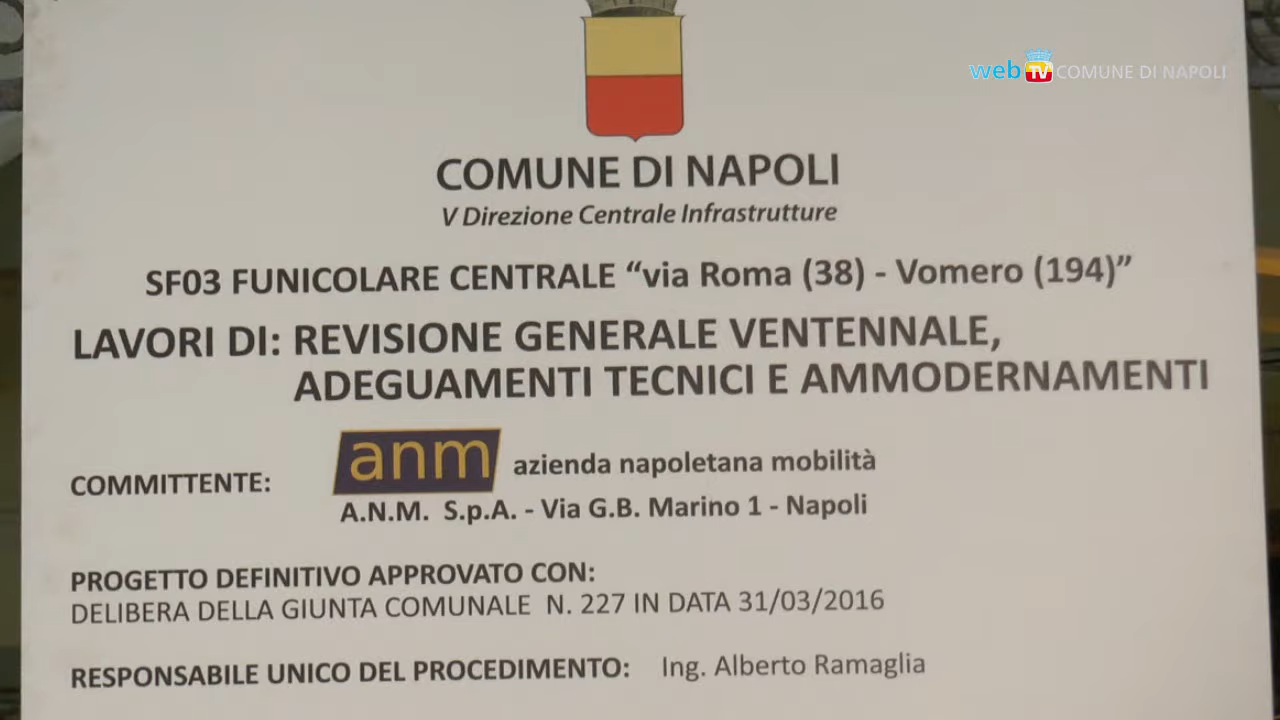 web TV COMUNE DI NAPOLI
COMUNE DI NAPOLI
V Direzione Centrale Infrastrutture
SF03 FUNICOLARE CENTRALE “via Roma (38) - Vomero (194)”
LAVORI DI: REVISIONE GENERALE VENTENNALE,
ADEGUAMENTI TECNICI E AMMODERNAMENTI
COMMITTENTE: anm azienda napoletana mobilità
A.N.M. S.p.A. - Via G.B. Marino 1 - Napoli
PROGETTO DEFINITIVO APPROVATO CON:
DELIBERA DELLA GIUNTA COMUNALE N. 227 IN DATA 31/03/2016
RESPONSABILE UNICO DEL PROCEDIMENTO: Ing. Alberto Ramaglia